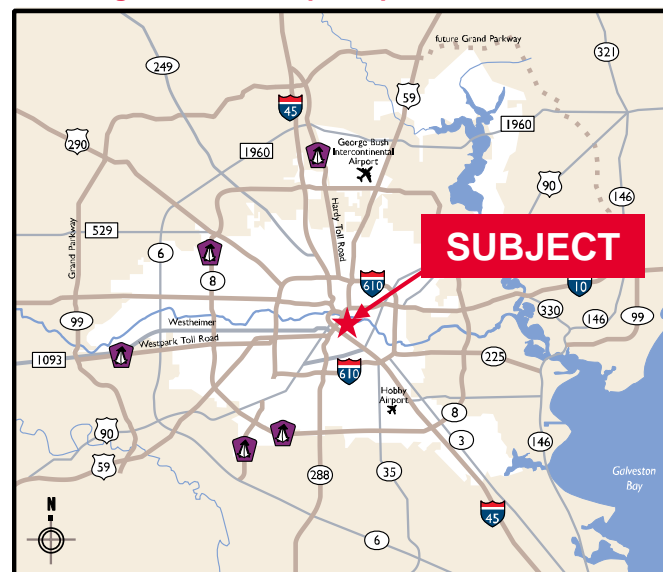 future Grand Parkway
321
249
59
45
1960
290
George Bush
Intercontinental
Airport
1960
90
146
Hardy Toll Road
529
Grand Parkway
6
SUBJECT
8
610
10
99
Westheimer
330
146
99
Westpark Toll Road
1093
225
610
Hobby
Airport
8
90
3
146
59
288
35
Galveston
Bay
N
45
6